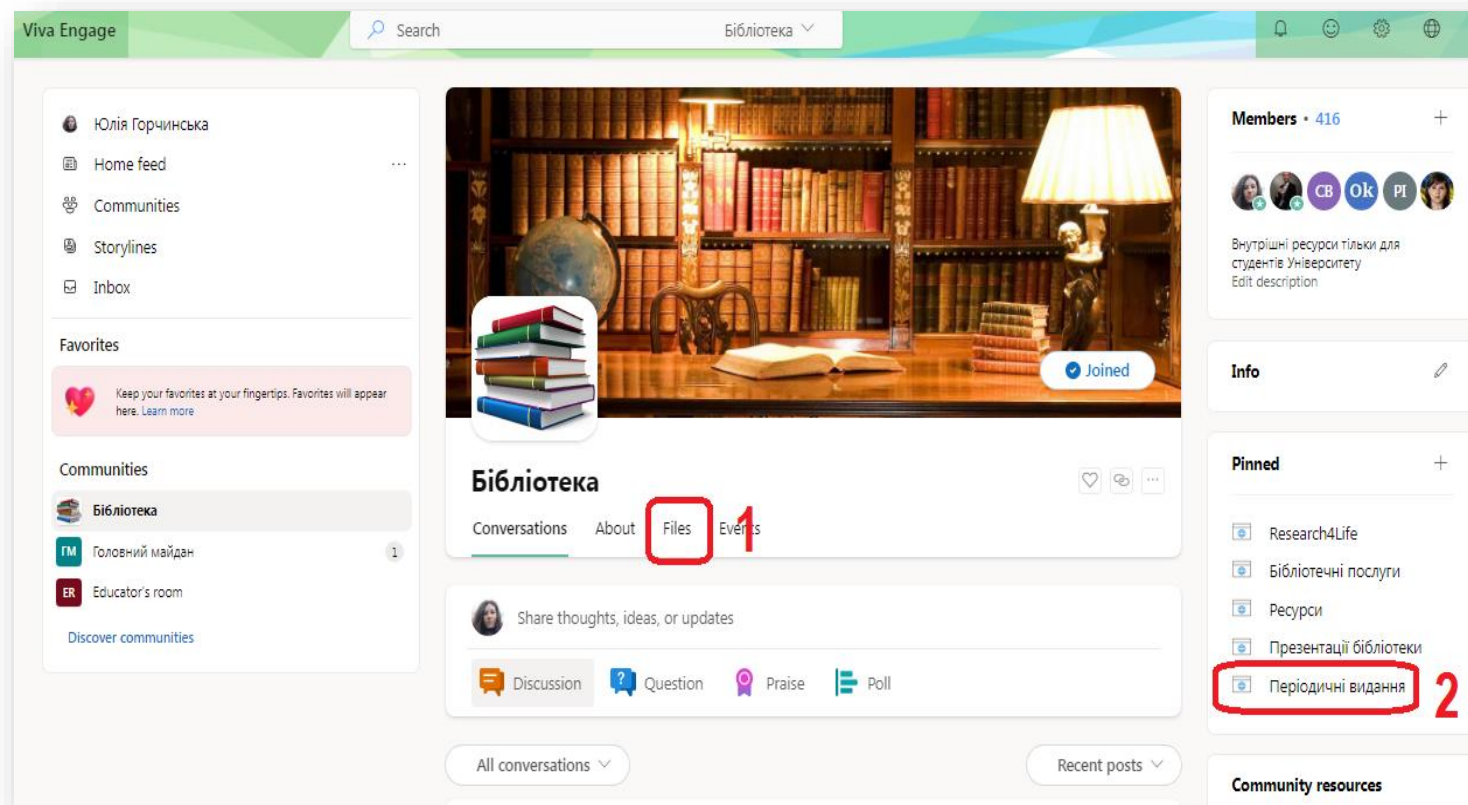 Viva Engage
Search
Бібліотека
Юлія Горчинська
Home feed
Communities
Storylines
Inbox
Favorites
Keep your favorites at your fingertips. Favorites will appear
here. Learn more
Communities
Бібліотека
ГМ Головний майдан 1
ER Educator's room
Discover communities
Joined
Бібліотека
Conversations About Files Events
1
Share thoughts, ideas, or updates
Discussion Question Praise Poll
All conversations
Recent posts
Members • 416
СВ Ok PI
Внутрішні ресурси тільки для
студентів Університету
Edit description
Info
Pinned
Research4Life
Бібліотечні послуги
Ресурси
Презентації бібліотеки
Періодичні видання
2
Community resources